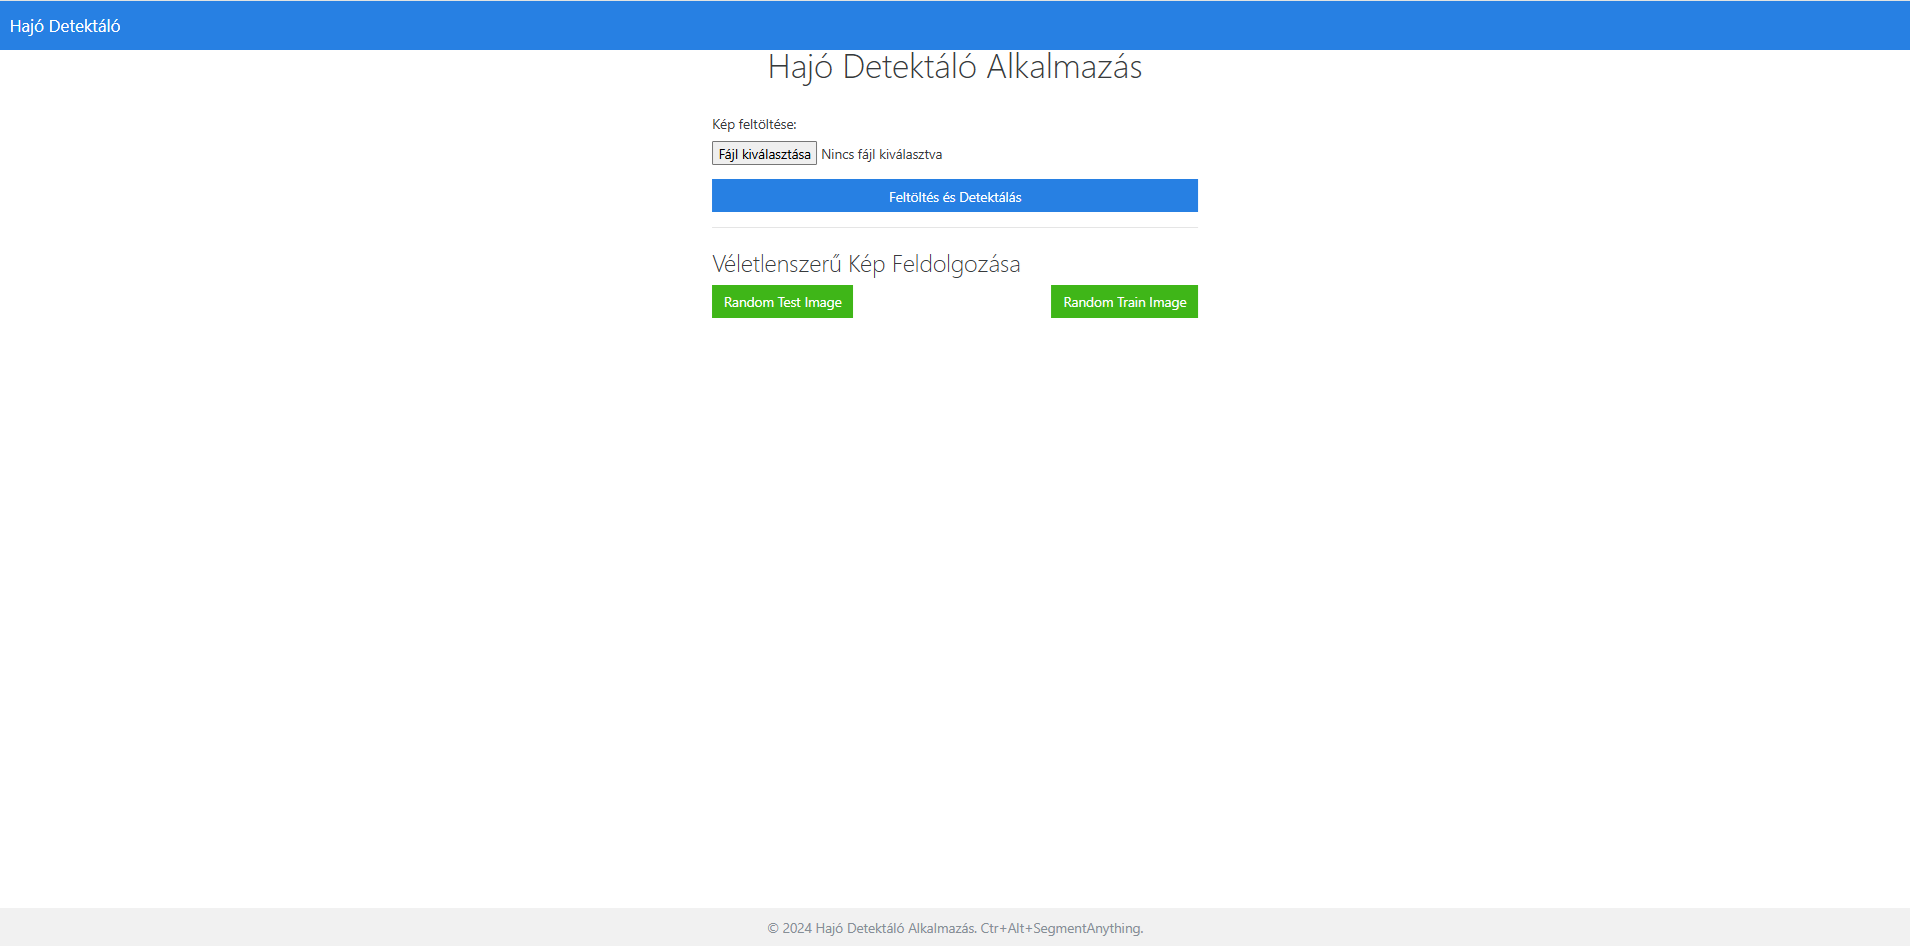 Hajó Detektáló
Hajó Detektáló Alkalmazás
Kép feltöltése:
Fájl kiválasztása Nincs fájl kiválasztva
Feltöltés és Detektálás
Véletlenszerű Kép Feldolgozása
Random Test Image Random Train Image
© 2024 Hajó Detektáló Alkalmazás. Ctr+Alt+SegmentAnything.